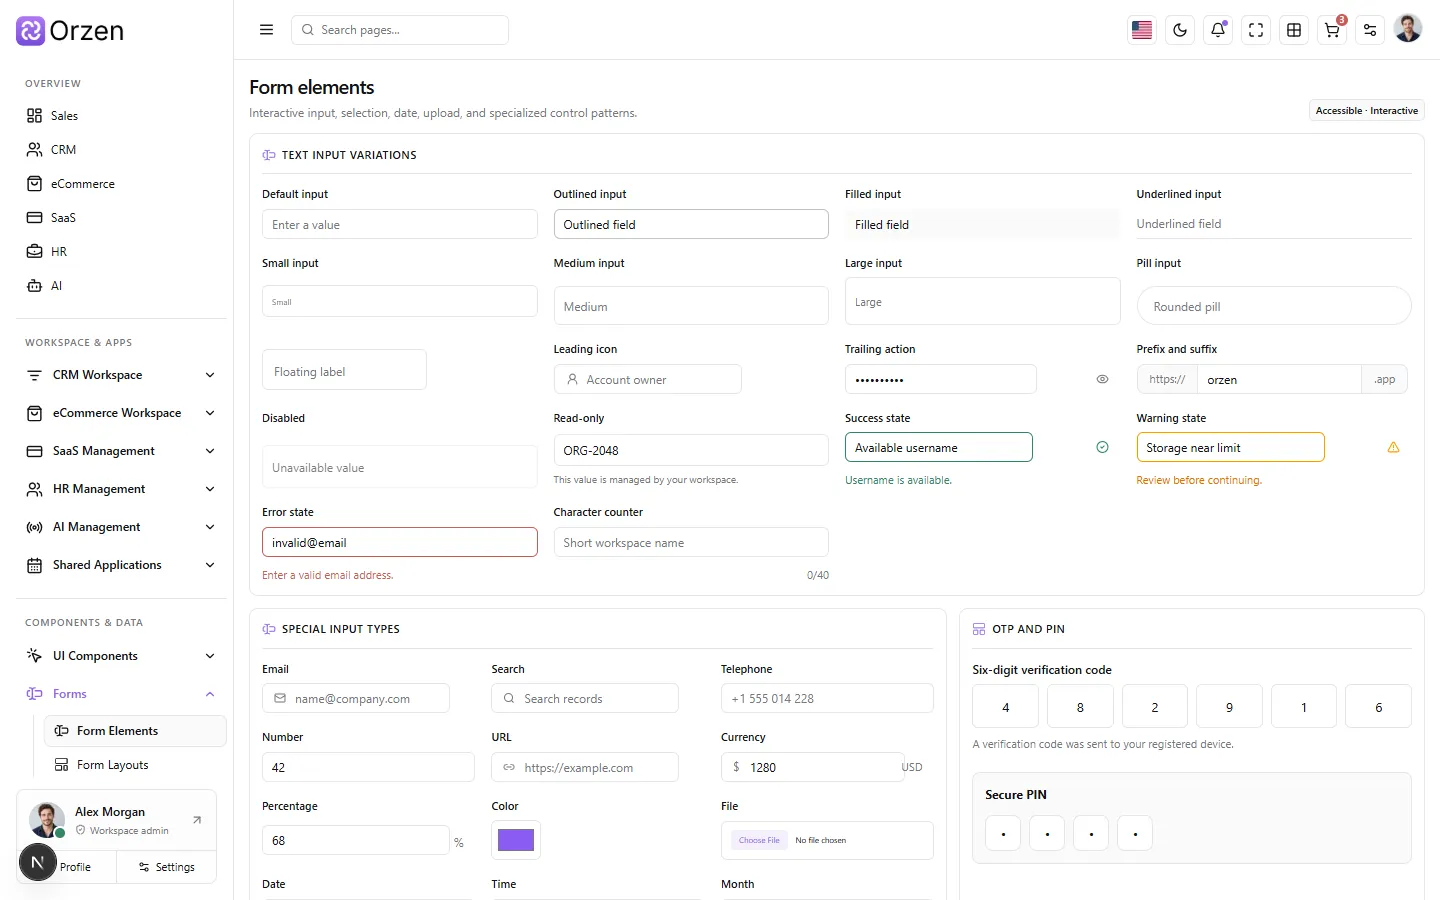 Orzen
Search pages...
3
OVERVIEW
Sales
CRM
eCommerce
SaaS
HR
AI
WORKSPACE & APPS
CRM Workspace
eCommerce Workspace
SaaS Management
HR Management
AI Management
Shared Applications
COMPONENTS & DATA
UI Components
Forms
Form Elements
Form Layouts
Alex Morgan
Workspace admin
N
Profile
Settings
Form elements
Interactive input, selection, date, upload, and specialized control patterns.
Accessible · Interactive
TEXT INPUT VARIATIONS
Default input
Outlined input
Filled input
Underlined input
Enter a value
Outlined field
Filled field
Underlined field
Small input
Medium input
Large input
Pill input
Small
Medium
Large
Rounded pill
Floating label
Leading icon
Trailing action
Prefix and suffix
Account owner
••••••••••
https://
orzen
.app
Disabled
Read-only
Success state
Warning state
Unavailable value
ORG-2048
Available username
Storage near limit
This value is managed by your workspace.
Username is available.
Review before continuing.
Error state
Character counter
invalid@email
Short workspace name
Enter a valid email address.
0/40
SPECIAL INPUT TYPES
Email
Search
Telephone
name@company.com
Search records
+1 555 014 228
Number
URL
Currency
42
https://example.com
$
1280
USD
Percentage
Color
File
68
%
Choose File
No file chosen
Date
Time
Month
OTP AND PIN
Six-digit verification code
4
8
2
9
1
6
A verification code was sent to your registered device.
Secure PIN
•
•
•
•